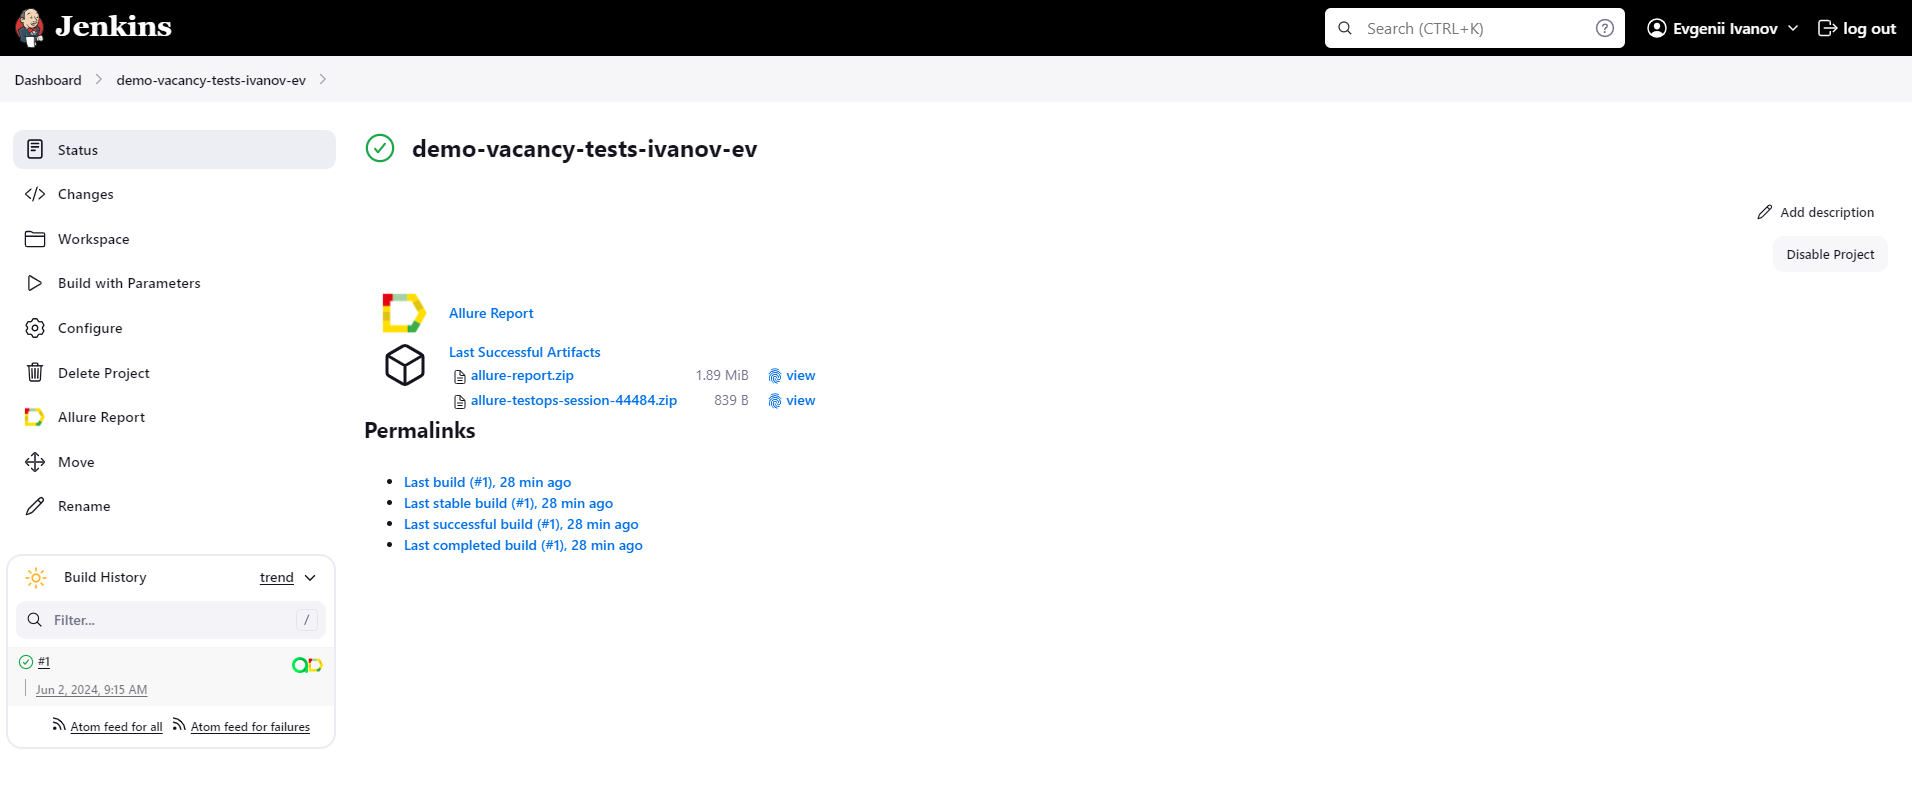 Jenkins
Search (CTRL+K)
?
Evgenii Ivanov
log out
Dashboard
demo-vacancy-tests-ivanov-ev
Status
Changes
Workspace
Build with Parameters
Configure
Delete Project
Allure Report
Move
Rename
Build History
trend
Filter...
/
#1
Jun 2, 2024, 9:15 AM
Atom feed for all
Atom feed for failures
demo-vacancy-tests-ivanov-ev
Add description
Disable Project
Allure Report
Last Successful Artifacts
allure-report.zip 1.89 MiB view
allure-testops-session-44484.zip 839 B view
Permalinks
Last build (#1), 28 min ago
Last stable build (#1), 28 min ago
Last successful build (#1), 28 min ago
Last completed build (#1), 28 min ago